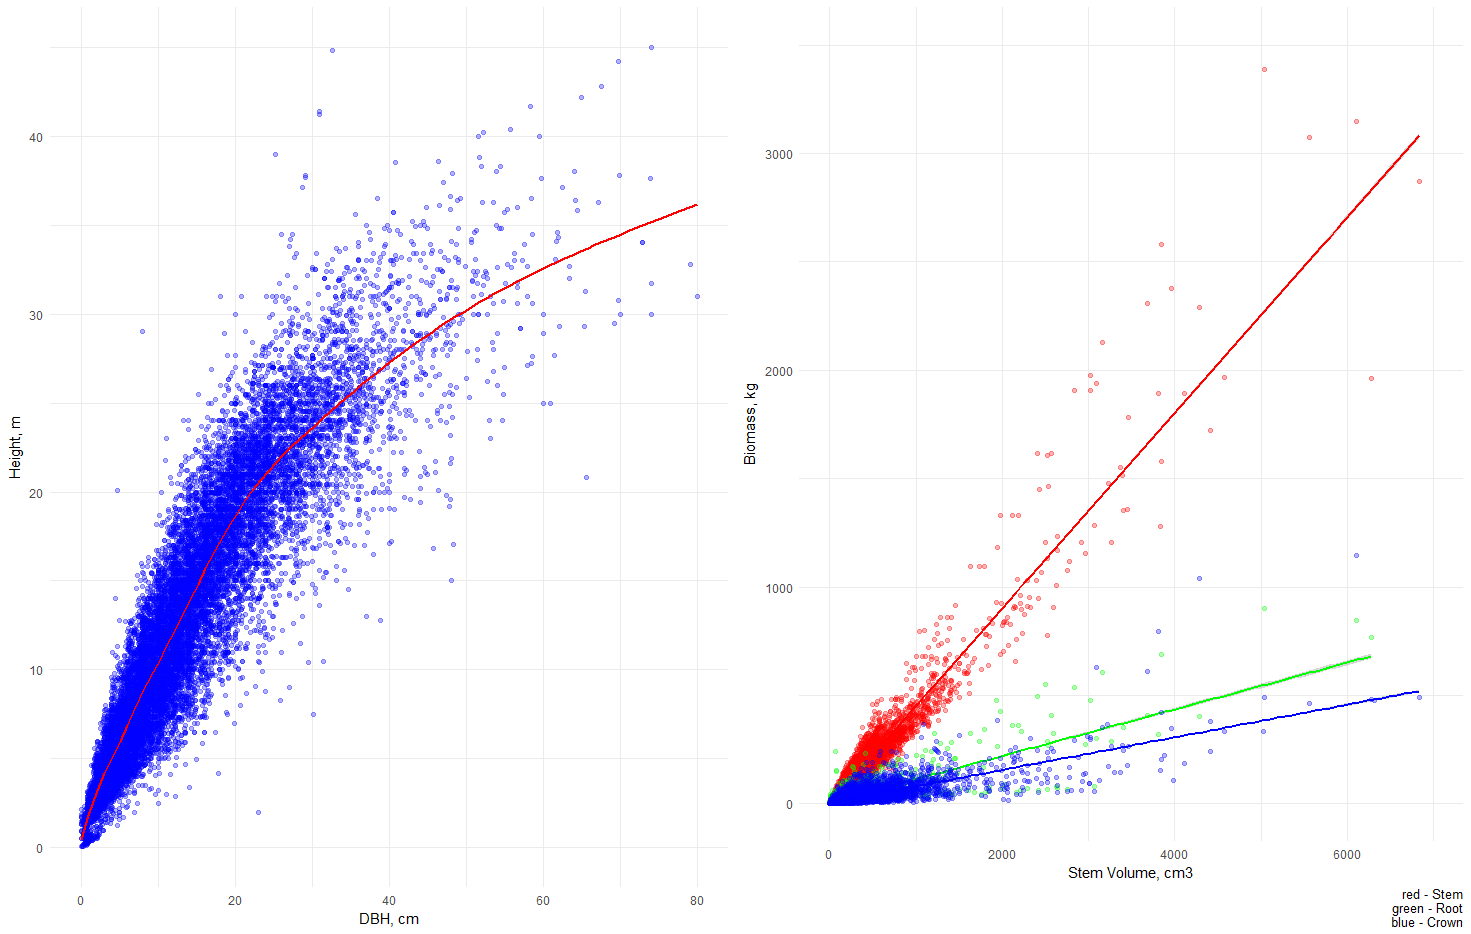 Height, m
40
30
20
10
0
0
20
40
60
80
DBH, cm
Biomass, kg
3000
2000
1000
0
0
2000
4000
6000
Stem Volume, cm3
red - Stem
green - Root
blue - Crown